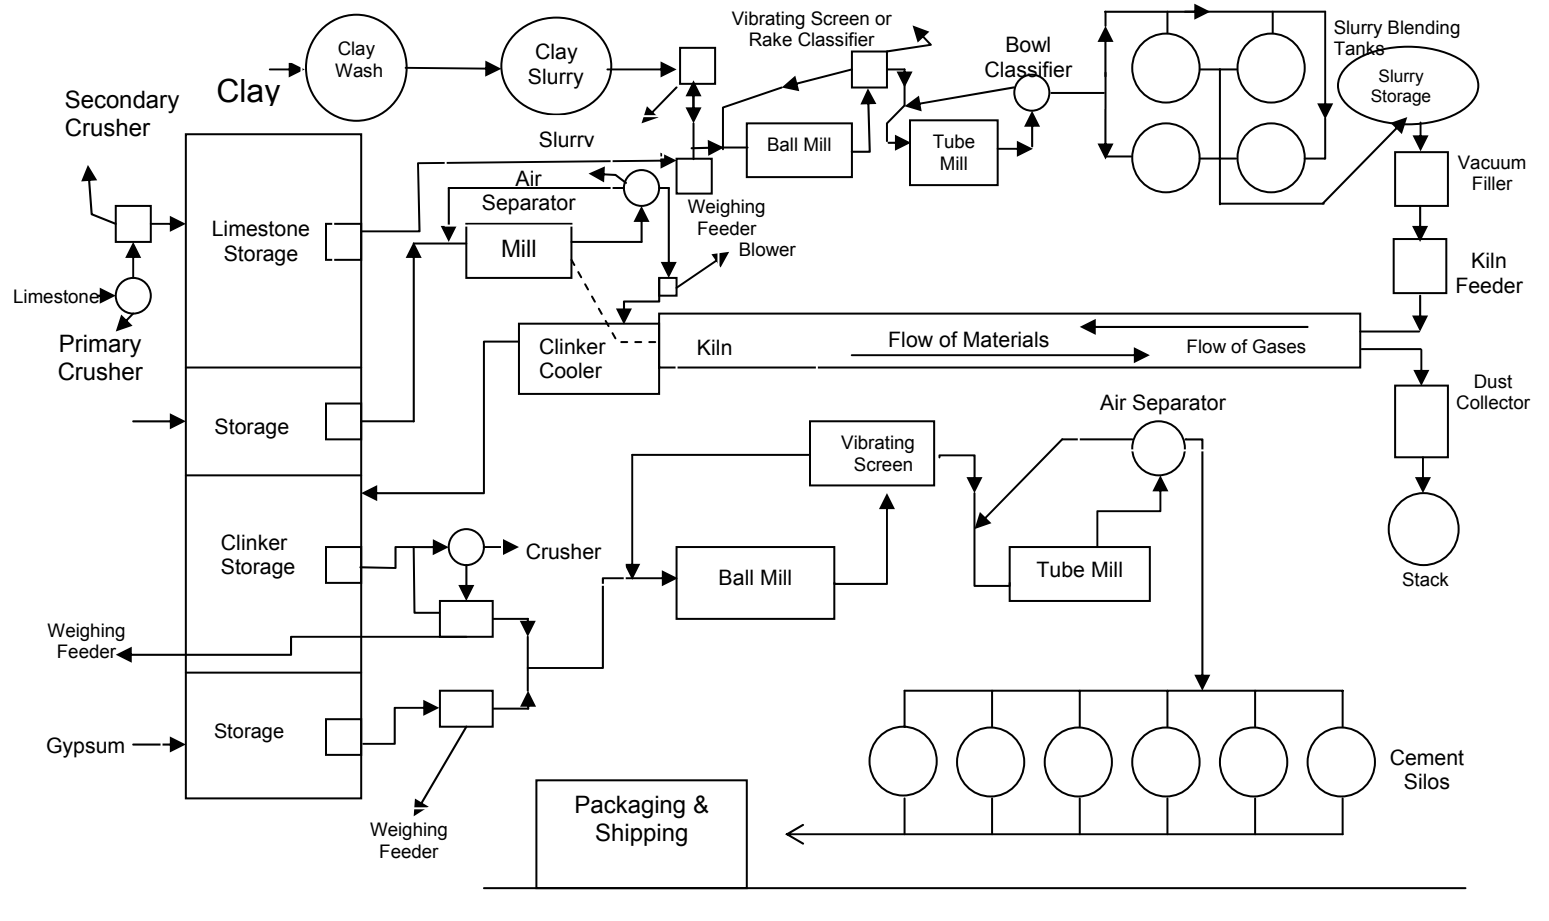 Vibrating Screen or
Rake Classifier
Clay
Wash
Clay
Slurry
Bowl
Classifier
Slurry Blending
Tanks
Slurry
Storage
Clay
Secondary
Crusher
Slurrv
Ball Mill
Tube
Mill
Vacuum
Filler
Air
Separator
Weighing
Feeder
Blower
Limestone
Storage
Mill
Kiln
Feeder
Limestone
Primary
Crusher
Clinker
Cooler
Kiln
Flow of Materials
Flow of Gases
Dust
Collector
Storage
Air Separator
Vibrating
Screen
Clinker
Storage
Crusher
Ball Mill
Tube Mill
Stack
Weighing
Feeder
Gypsum
Storage
Cement
Silos
Packaging &
Shipping
Weighing
Feeder